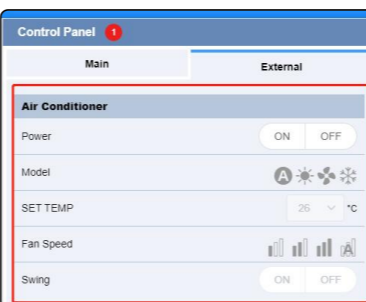 Control Panel 1
Main External
Air Conditioner
Power ON OFF
Model A
SET TEMP 26 °C
Fan Speed A
Swing ON OFF